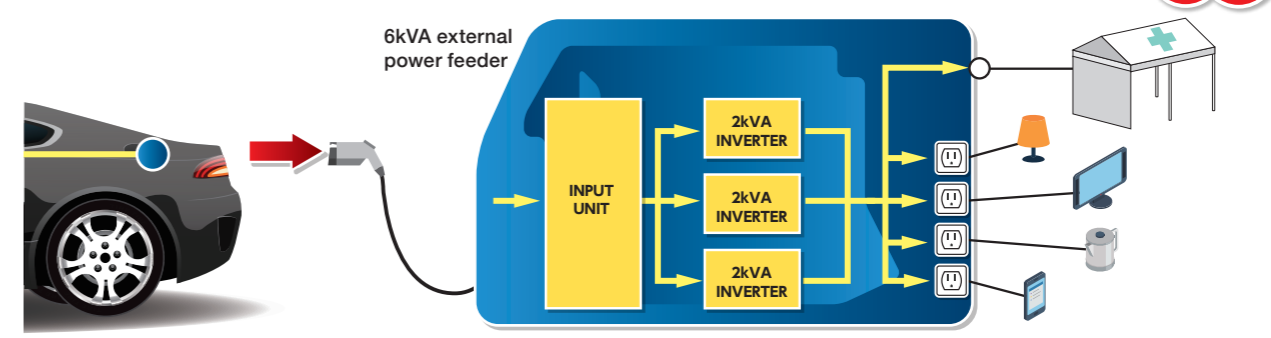 6kVA external
power feeder
INPUT
UNIT
2kVA
INVERTER
2kVA
INVERTER
2kVA
INVERTER